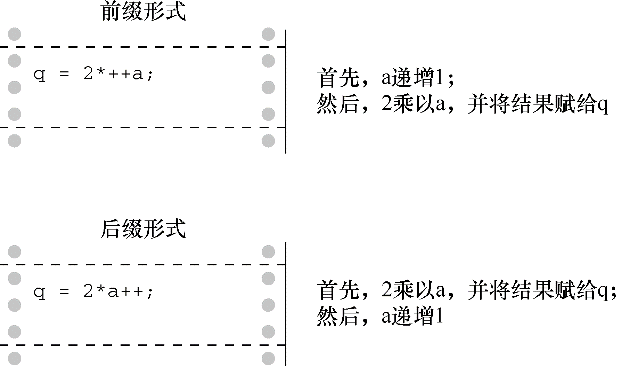 前缀形式
q = 2*++a;
首先，a递增1；
然后，2乘以a，并将结果赋给q
后缀形式
q = 2*a++;
首先，2乘以a，并将结果赋给q；
然后，a递增1